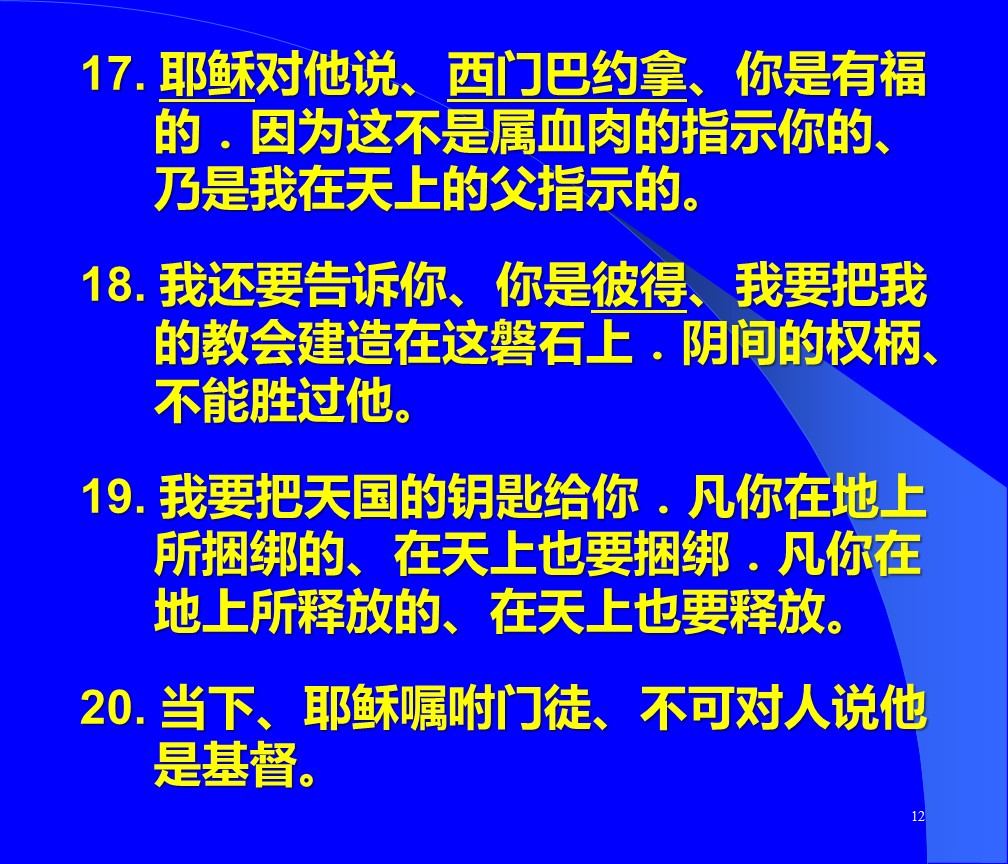 17. 耶稣对他说、西门巴约拿、你是有福
的．因为这不是属血肉的指示你的、
乃是我在天上的父指示的。
18. 我还要告诉你、你是彼得、我要把我
的教会建造在这磐石上．阴间的权柄、
不能胜过他。
19. 我要把天国的钥匙给你．凡你在地上
所捆绑的、在天上也要捆绑．凡你在
地上所释放的、在天上也要释放。
20. 当下、耶稣嘱咐门徒、不可对人说他
是基督。
12